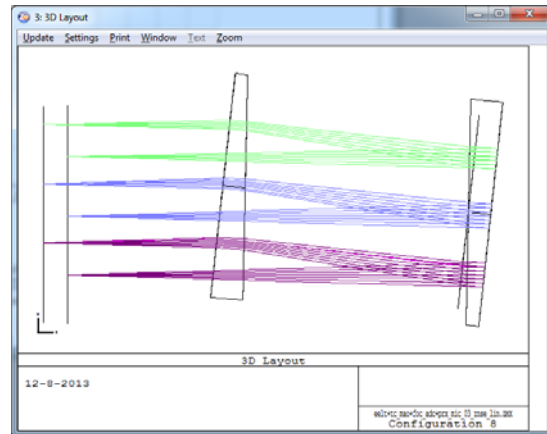 3: 3D Layout
Update Settings Print Window Text Zoom
3D Layout
12-8-2013
Configuration 8